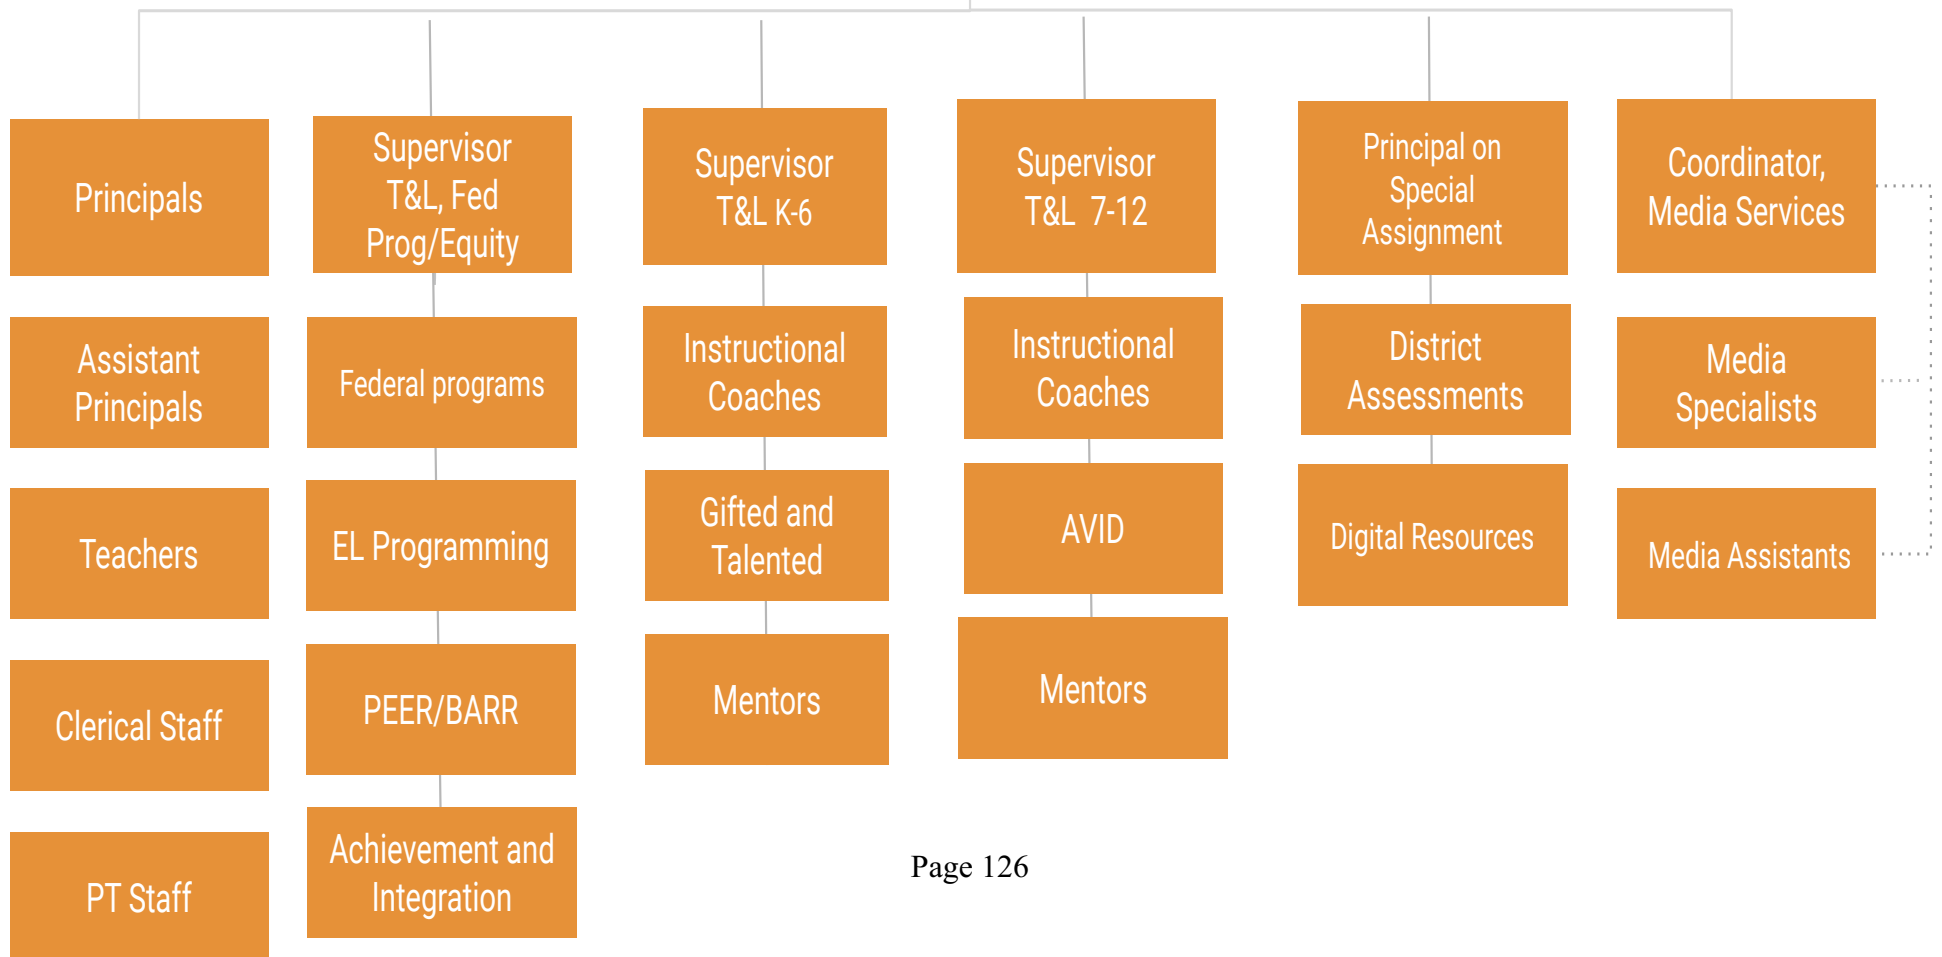 Principals
Assistant
Principals
Teachers
Clerical Staff
PT Staff
Supervisor
T&L, Fed
Prog/Equity
Federal programs
EL Programming
PEER/BARR
Achievement and
Integration
Supervisor
T&L K-6
Instructional
Coaches
Gifted and
Talented
Mentors
Supervisor
T&L 7-12
Instructional
Coaches
AVID
Mentors
Principal on
Special
Assignment
District
Assessments
Digital Resources
Coordinator,
Media Services
Media
Specialists
Media Assistants
Page 126